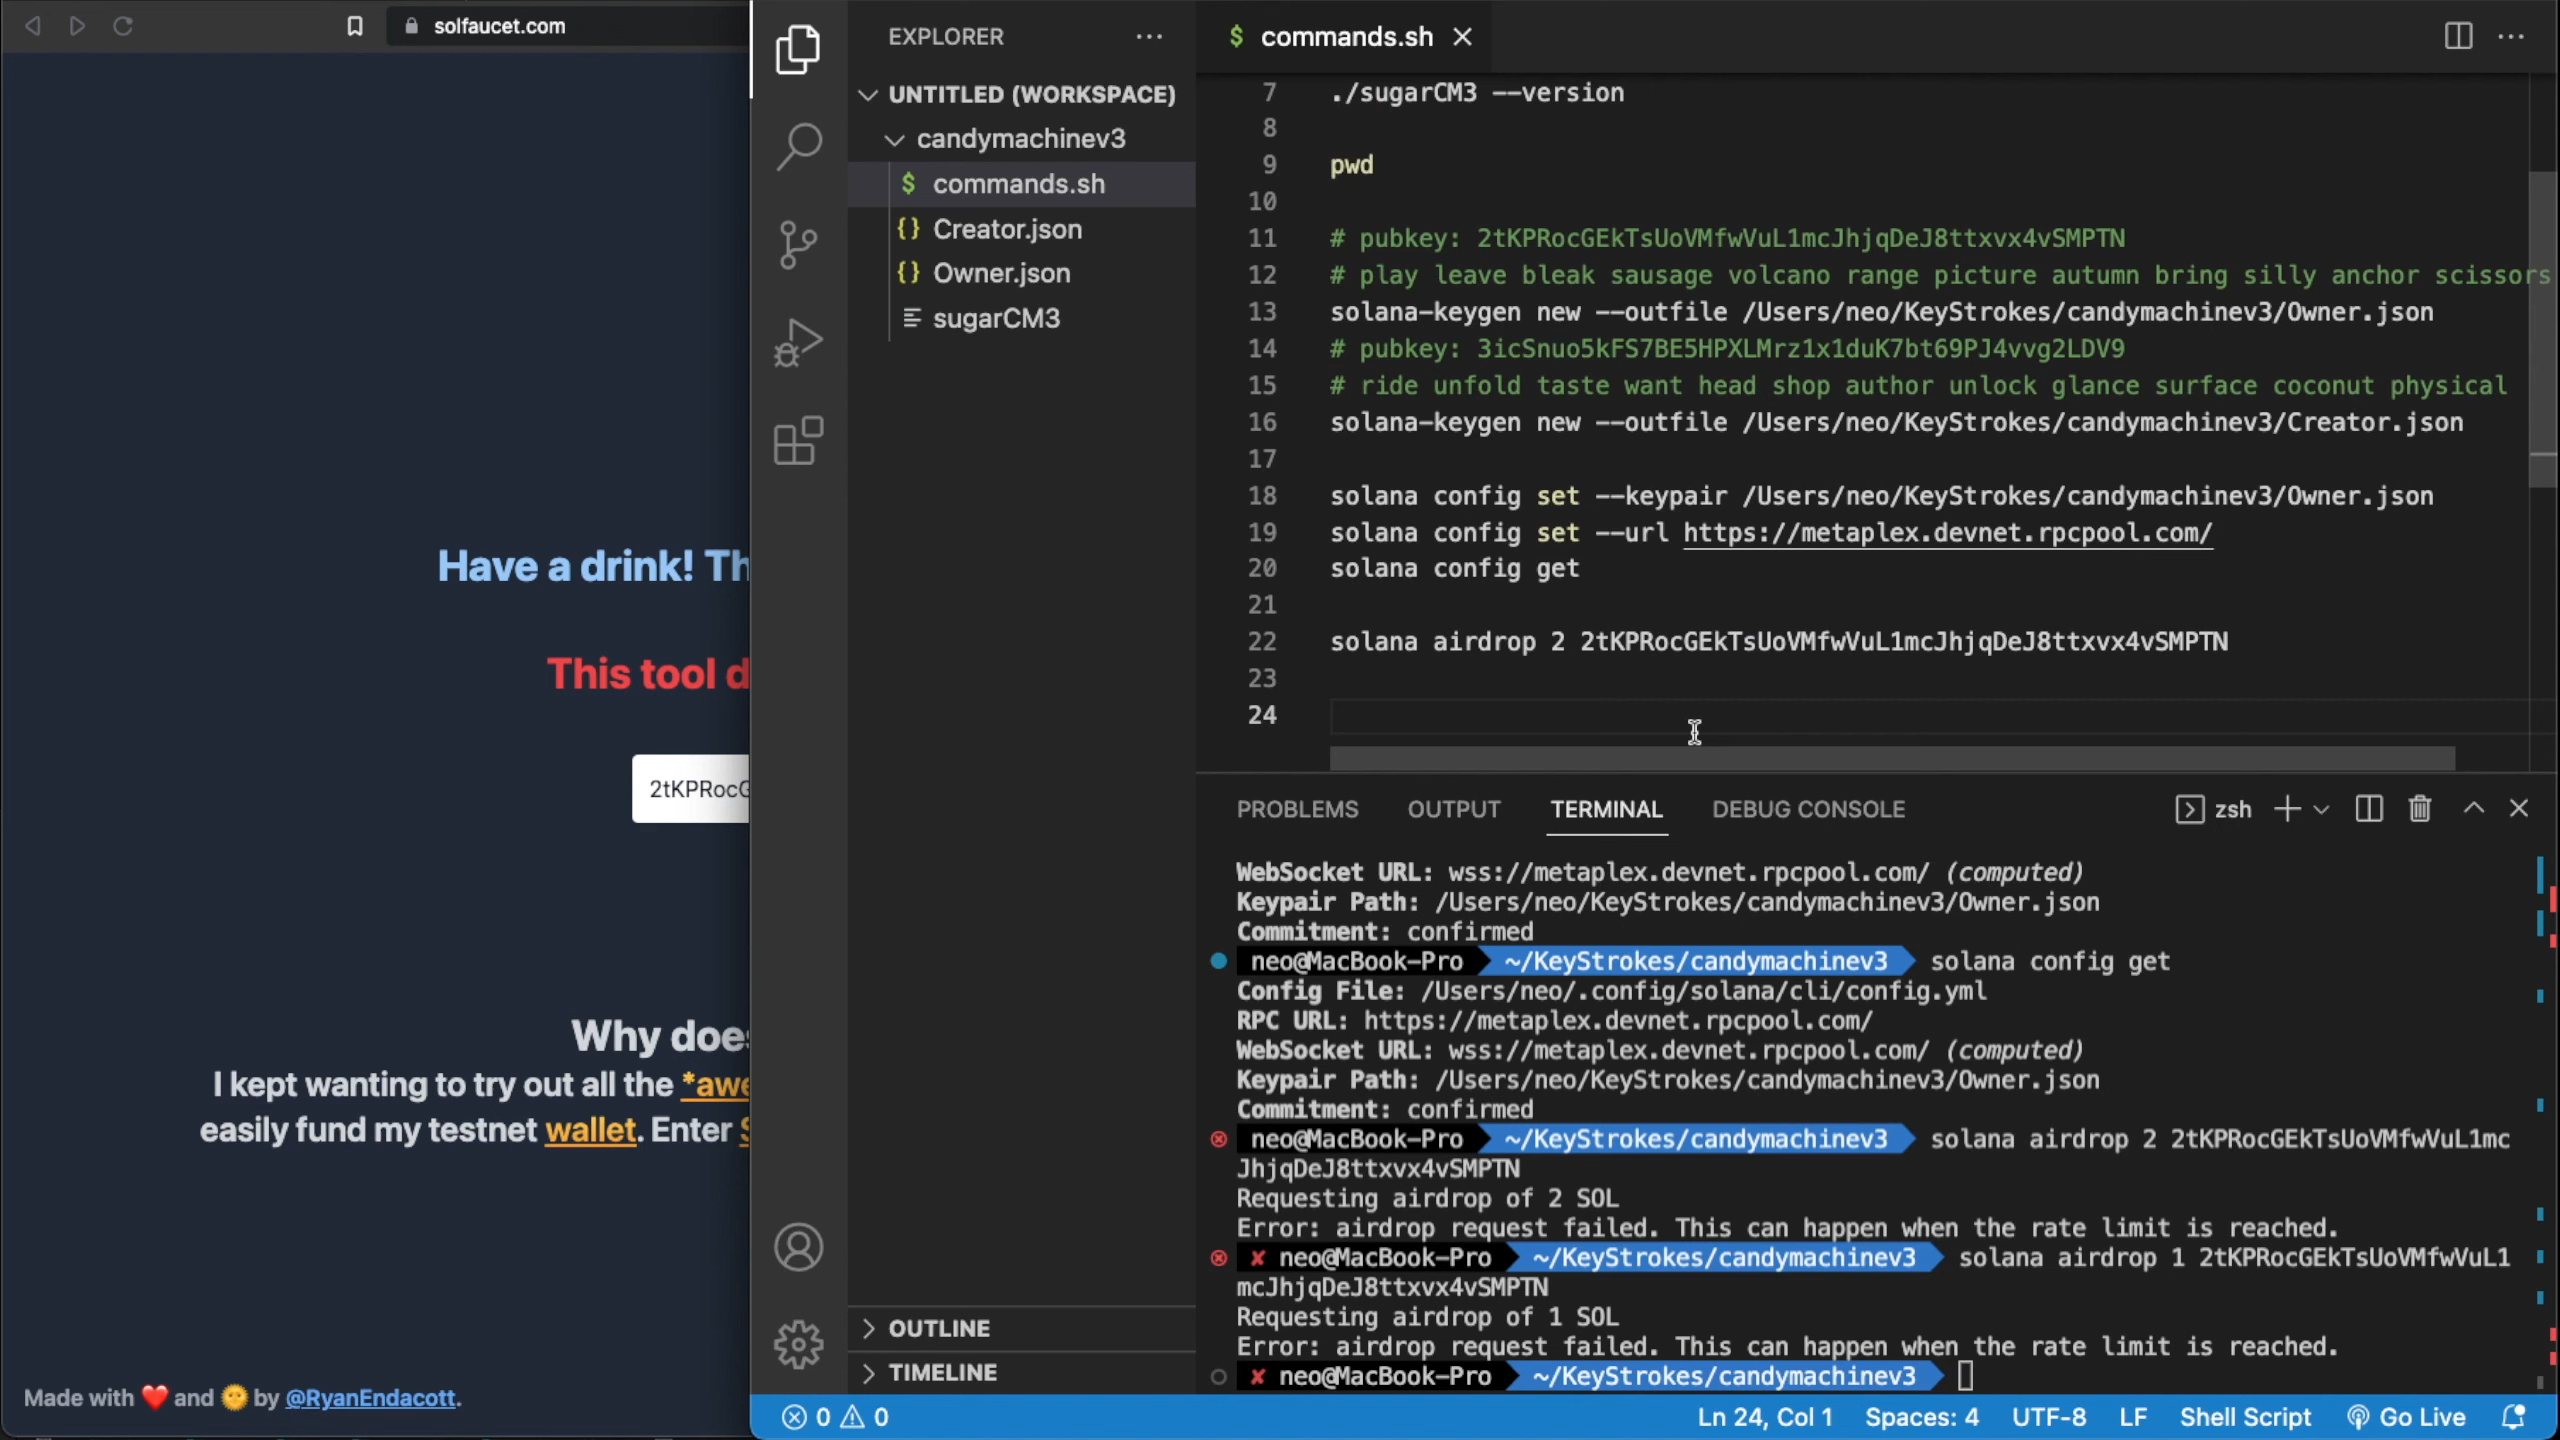 solfaucet.com
Have a drink! Th
This tool d
2tKPRocG
Why doe
I kept wanting to try out all the *awe
easily fund my testnet wallet. Enter S
Made with ❤️ and 🌞 by @RyanEndacott.
EXPLORER
UNTITLED (WORKSPACE)
candymachinev3
$ commands.sh
{} Creator.json
{} Owner.json
sugarCM3
OUTLINE
TIMELINE
$ commands.sh
7 ./sugarCM3 --version
8
9 pwd
10
11 # pubkey: 2tKPRocGEkTsUoVMfwVuL1mcJhjqDeJ8ttxvx4vSMPTN
12 # play leave bleak sausage volcano range picture autumn bring silly anchor scissors
13 solana-keygen new --outfile /Users/neo/KeyStrokes/candymachinev3/Owner.json
14 # pubkey: 3icSnuo5kFS7BE5HPXLMrz1x1duK7bt69PJ4vvg2LDV9
15 # ride unfold taste want head shop author unlock glance surface coconut physical
16 solana-keygen new --outfile /Users/neo/KeyStrokes/candymachinev3/Creator.json
17
18 solana config set --keypair /Users/neo/KeyStrokes/candymachinev3/Owner.json
19 solana config set --url https://metaplex.devnet.rpcpool.com/
20 solana config get
21
22 solana airdrop 2 2tKPRocGEkTsUoVMfwVuL1mcJhjqDeJ8ttxvx4vSMPTN
23
24
PROBLEMS OUTPUT TERMINAL DEBUG CONSOLE zsh
WebSocket URL: wss://metaplex.devnet.rpcpool.com/ (computed)
Keypair Path: /Users/neo/KeyStrokes/candymachinev3/Owner.json
Commitment: confirmed
neo@MacBook-Pro ~/KeyStrokes/candymachinev3 solana config get
Config File: /Users/neo/.config/solana/cli/config.yml
RPC URL: https://metaplex.devnet.rpcpool.com/
WebSocket URL: wss://metaplex.devnet.rpcpool.com/ (computed)
Keypair Path: /Users/neo/KeyStrokes/candymachinev3/Owner.json
Commitment: confirmed
neo@MacBook-Pro ~/KeyStrokes/candymachinev3 solana airdrop 2 2tKPRocGEkTsUoVMfwVuL1mc
JhjqDeJ8ttxvx4vSMPTN
Requesting airdrop of 2 SOL
Error: airdrop request failed. This can happen when the rate limit is reached.
✘ neo@MacBook-Pro ~/KeyStrokes/candymachinev3 solana airdrop 1 2tKPRocGEkTsUoVMfwVuL1
mcJhjqDeJ8ttxvx4vSMPTN
Requesting airdrop of 1 SOL
Error: airdrop request failed. This can happen when the rate limit is reached.
✘ neo@MacBook-Pro ~/KeyStrokes/candymachinev3
0 0 Ln 24, Col 1 Spaces: 4 UTF-8 LF Shell Script Go Live